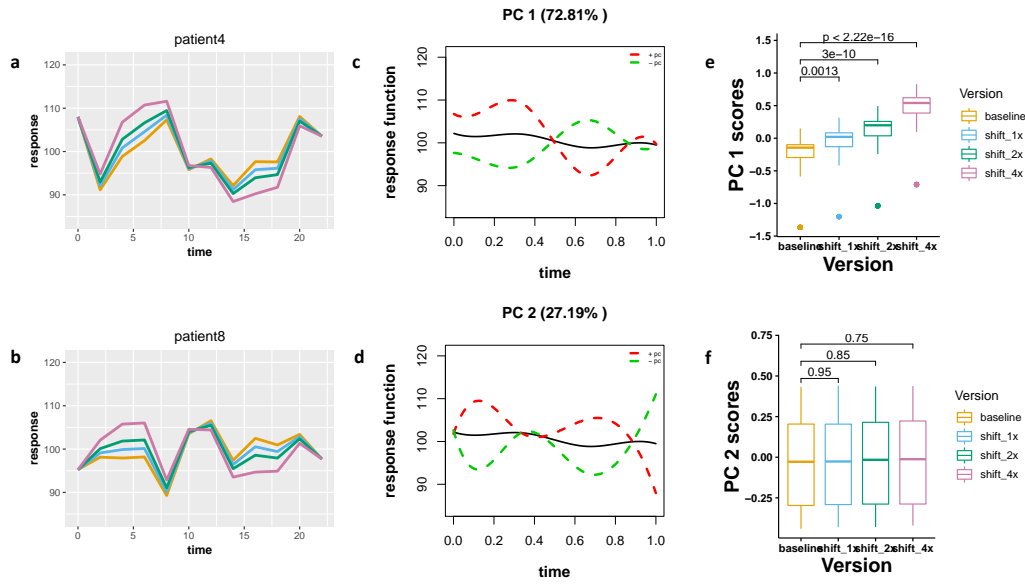 a
patient4
120
110
100
90
0
5
10
15
20
response
time
b
patient8
120
110
100
90
0
5
10
15
20
response
time
c
PC 1 (72.81% )
+ pc
− pc
120
110
100
90
0.0
0.2
0.4
0.6
0.8
1.0
response function
time
d
PC 2 (27.19% )
+ pc
− pc
120
110
100
90
0.0
0.2
0.4
0.6
0.8
1.0
response function
time
e
p < 2.22e−16
3e−10
0.0013
1.5
1.0
0.5
0.0
−0.5
−1.0
−1.5
PC 1 scores
baseline shift_1x shift_2x shift_4x
Version
Version
baseline
shift_1x
shift_2x
shift_4x
f
0.75
0.85
0.95
0.75
0.50
0.25
0.00
−0.25
PC 2 scores
baseline shift_1x shift_2x shift_4x
Version
Version
baseline
shift_1x
shift_2x
shift_4x